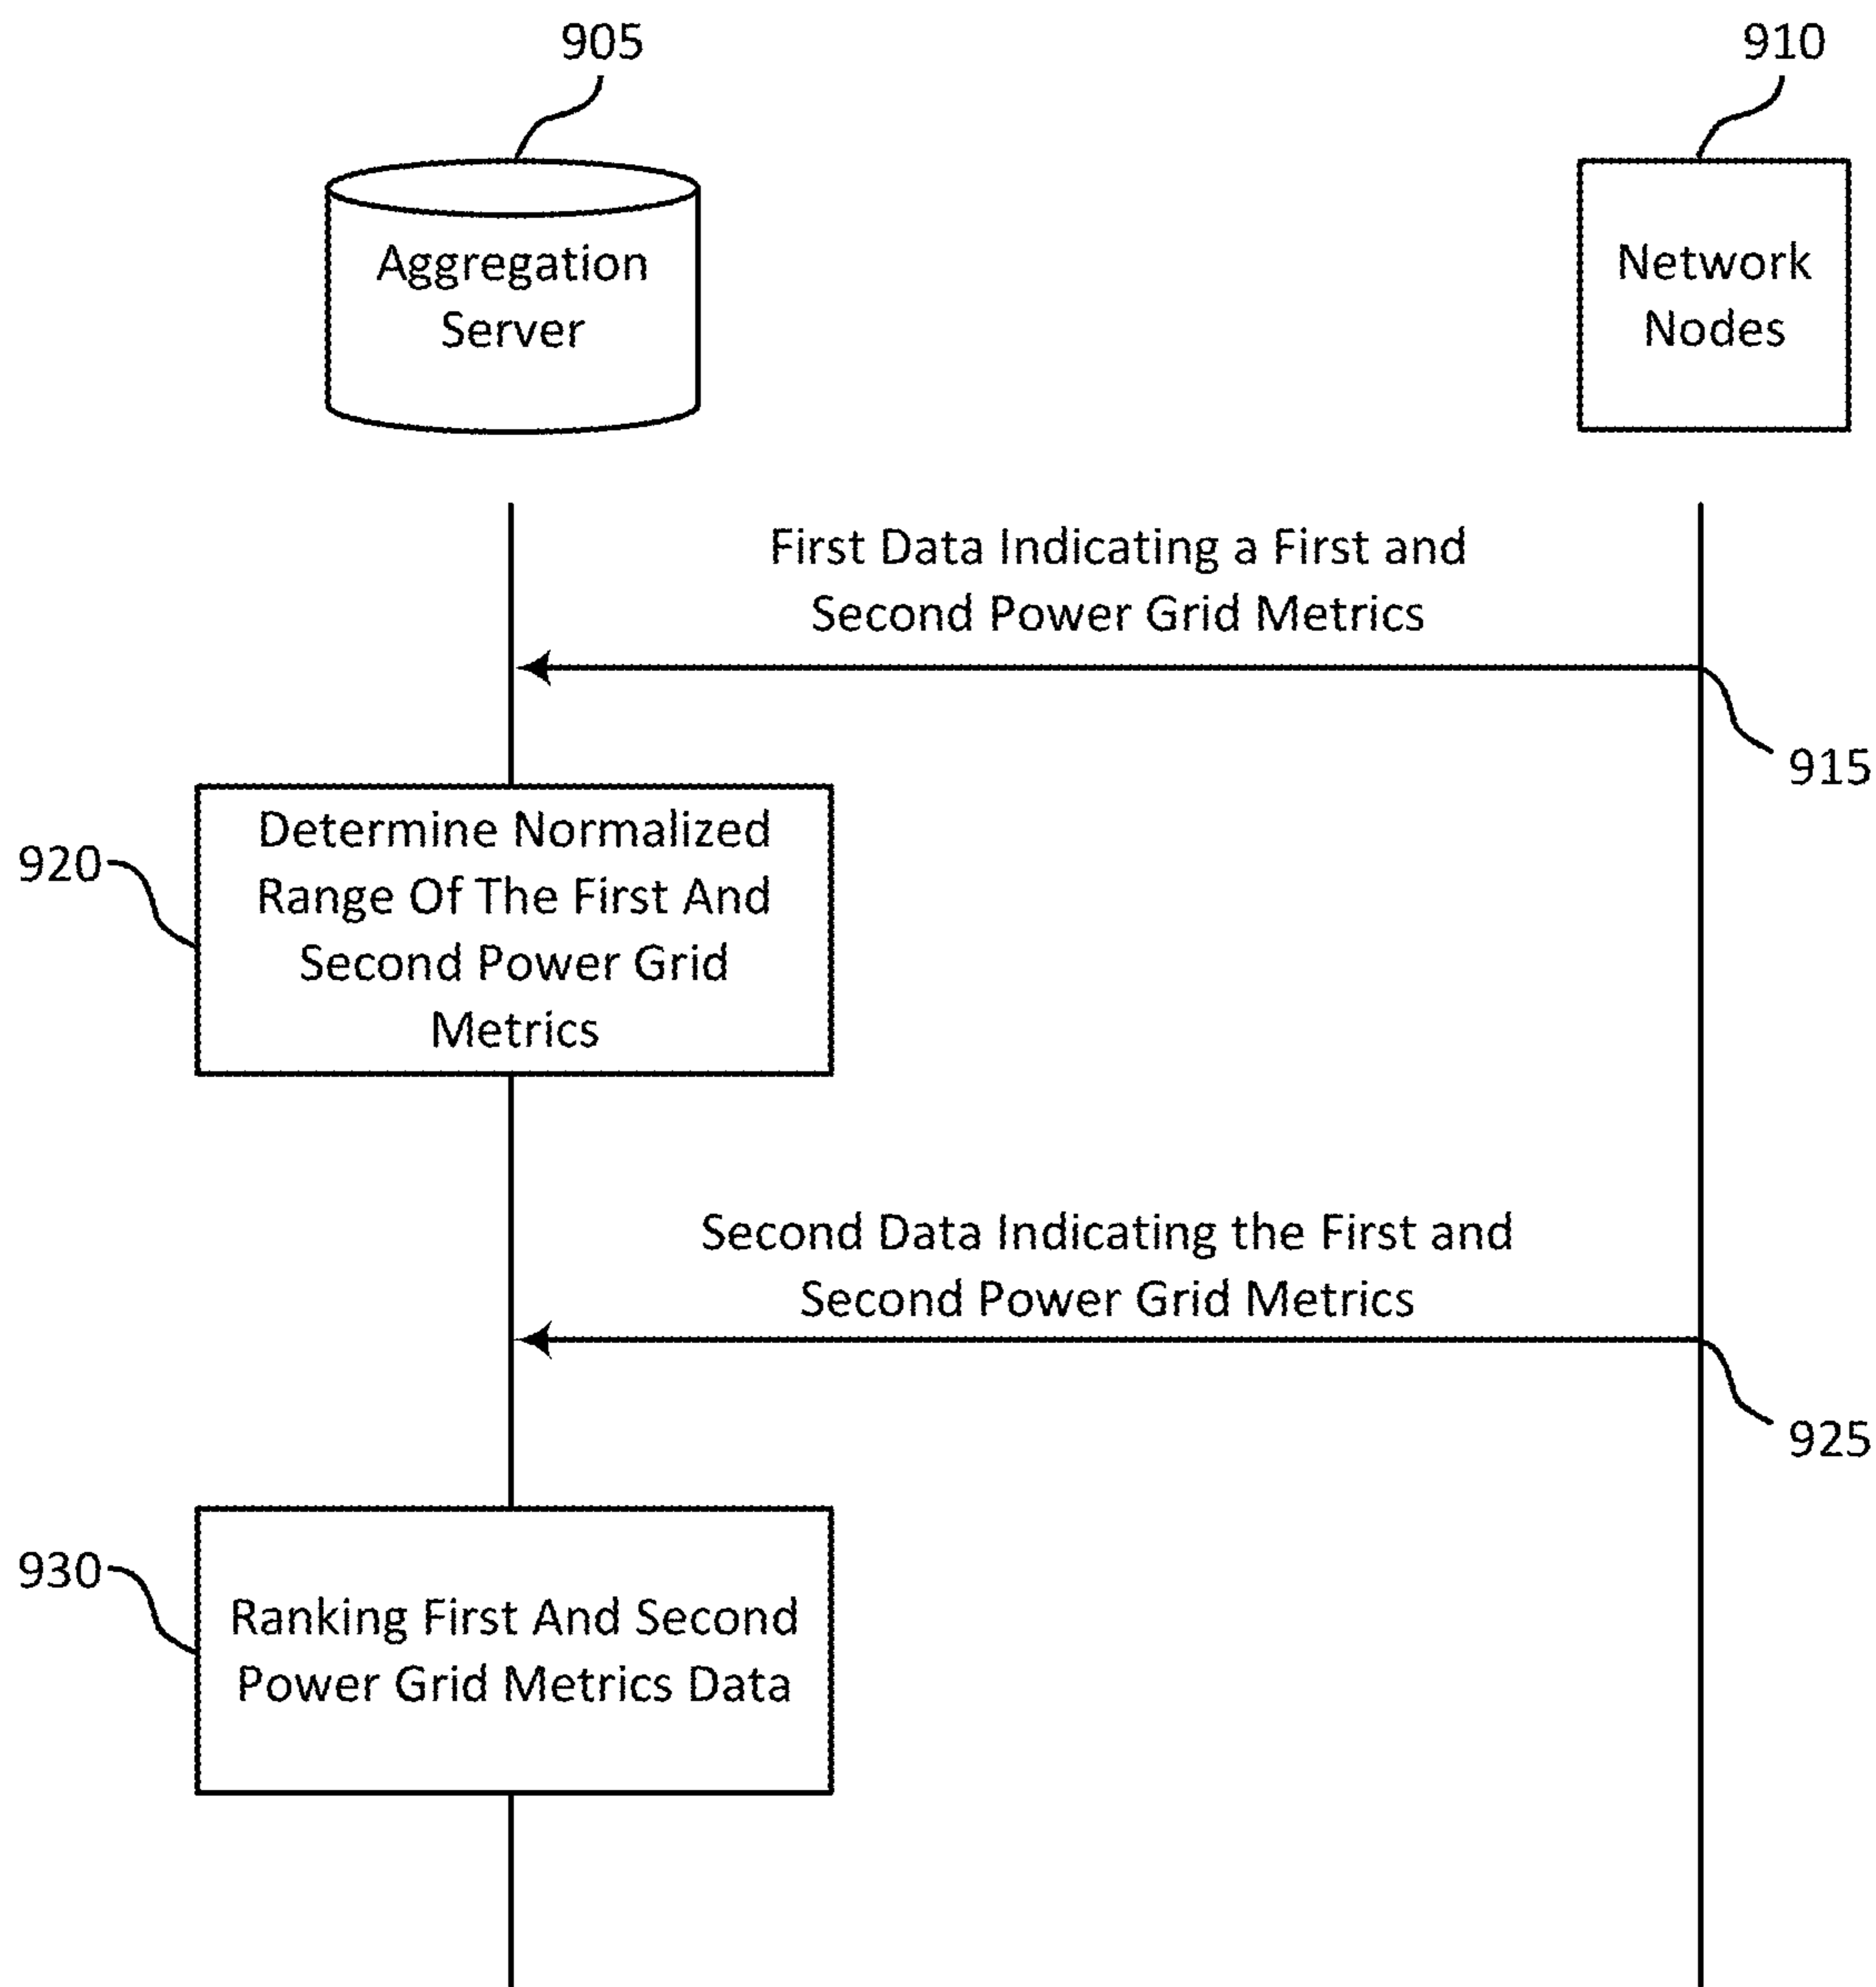 905
910
Aggregation
Server
Network
Nodes
First Data Indicating a First and
Second Power Grid Metrics
915
920
Determine Normalized
Range Of The First And
Second Power Grid
Metrics
Second Data Indicating the First and
Second Power Grid Metrics
925
930
Ranking First And Second
Power Grid Metrics Data